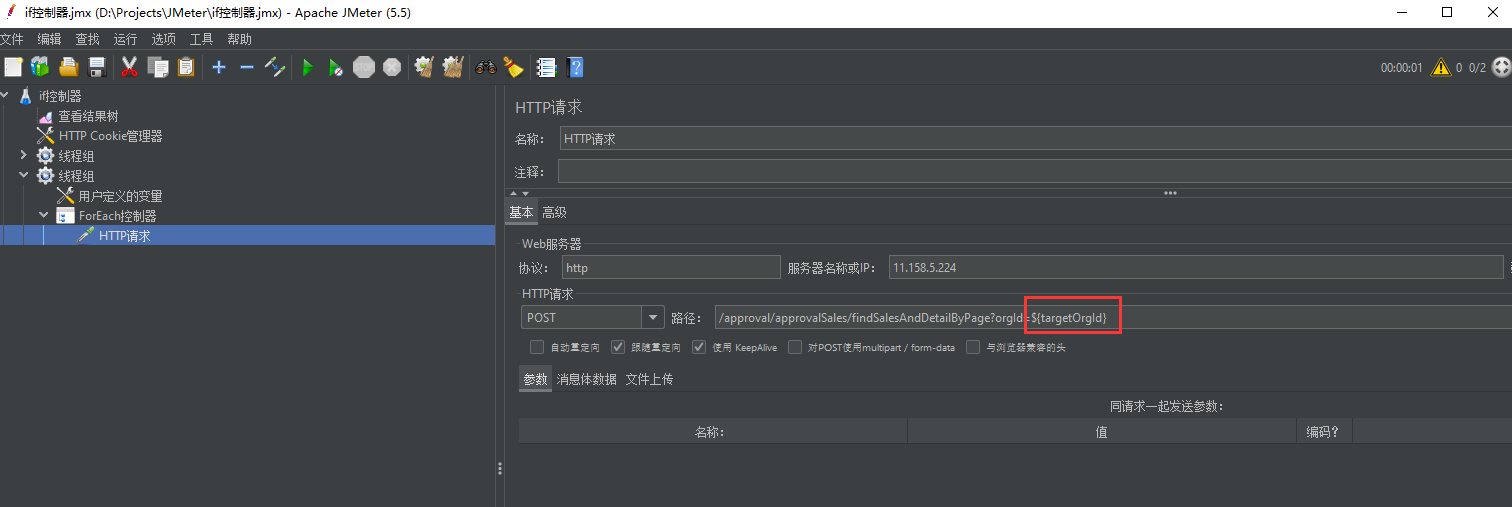 if控制器.jmx (D:\Projects\JMeter\if控制器.jmx) - Apache JMeter (5.5)
文件 编辑 查找 运行 选项 工具 帮助
00:00:01 0 0/2
if控制器
查看结果树
HTTP Cookie管理器
线程组
线程组
用户定义的变量
ForEach控制器
HTTP请求
HTTP请求
名称: HTTP请求
注释:
基本 高级
Web服务器
协议: http 服务器名称或IP: 11.158.5.224
HTTP请求
POST 路径: /approval/approvalSales/findSalesAndDetailByPage?orgId=${targetOrgId}
自动重定向 跟随重定向 使用 KeepAlive 对POST使用multipart / form-data 与浏览器兼容的头
参数 消息体数据 文件上传
同请求一起发送参数:
名称: 值 编码?